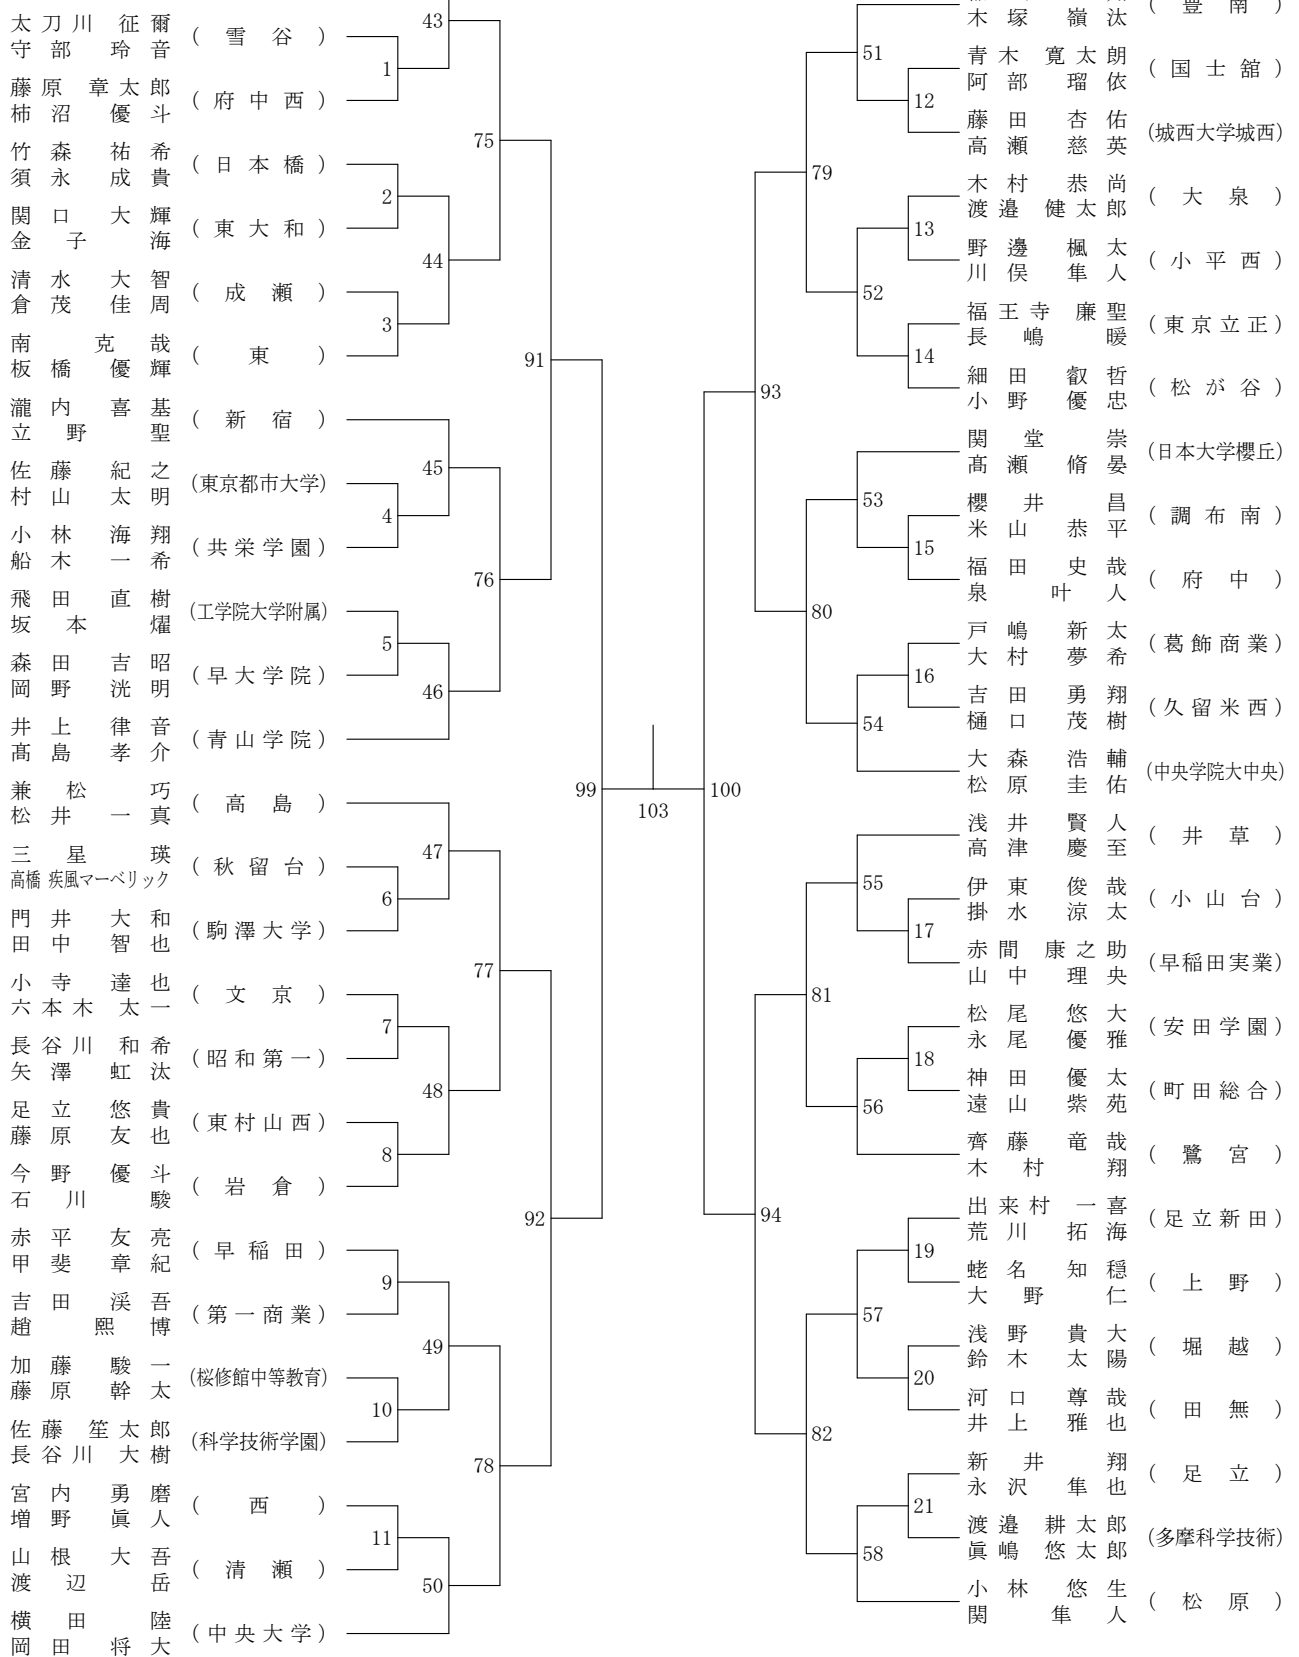 太刀川 征爾
守部 玲音
(雪谷)
藤原 章太郎
柿沼 優斗
(府中西)
竹森 祐希
須永 成貴
(日本橋)
関口 大輝
金子 海
(東大和)
清水 大智
倉茂 佳周
(成瀬)
南 克哉
板橋 優輝
(東)
瀧内 喜基
立野 聖
(新宿)
佐藤 紀之
村山 太明
(東京都市大学)
小林 海翔
船木 一希
(共栄学園)
飛田 直樹
坂本 燿
(工学院大学附属)
森田 吉昭
岡野 洸明
(早大学院)
井上 律音
髙島 孝介
(青山学院)
兼松 巧
松井 一真
(高島)
三星 瑛
高橋 疾風マーベリック
(秋留台)
門井 大和
田中 智也
(駒澤大学)
小寺 達也
六本木 太一
(文京)
長谷川 和希
矢澤 虹汰
(昭和第一)
足立 悠貴
藤原 友也
(東村山西)
今野 優斗
石川 駿
(岩倉)
赤平 友亮
甲斐 章紀
(早稲田)
吉田 渓吾
趙 熙博
(第一商業)
加藤 駿一
藤原 幹太
(桜修館中等教育)
佐藤 笙太郎
長谷川 大樹
(科学技術学園)
宮内 勇磨
増野 眞人
(西)
山根 大吾
渡辺 岳
(清瀬)
横田 陸
岡田 将大
(中央大学)
1
2
3
4
5
6
7
8
9
10
11
43
44
45
46
47
48
49
50
75
76
77
78
91
92
99
103
100
93
94
79
80
81
82
51
52
53
54
55
56
57
58
12
13
14
15
16
17
18
19
20
21
木塚 嶺汰
(豊南)
青木 寛太朗
阿部 瑠依
(国士舘)
藤田 杏佑
高瀬 慈英
(城西大学城西)
木村 恭尚
渡邉 健太郎
(大泉)
野邊 楓太
川俣 隼人
(小平西)
福王寺 廉聖
長嶋 暖
(東京立正)
細田 叡哲
小野 優忠
(松が谷)
関堂 崇
髙瀬 脩晏
(日本大学櫻丘)
櫻井 昌
米山 恭平
(調布南)
福田 史哉
泉 叶人
(府中)
戸嶋 新太
大村 夢希
(葛飾商業)
吉田 勇翔
樋口 茂樹
(久留米西)
大森 浩輔
松原 圭佑
(中央学院大中央)
浅井 賢人
高津 慶至
(井草)
伊東 俊哉
掛水 涼太
(小山台)
赤間 康之助
山中 理央
(早稲田実業)
松尾 悠大
永尾 優雅
(安田学園)
神田 優太
遠山 紫苑
(町田総合)
齊藤 竜哉
木村 翔
(鷺宮)
出来村 一喜
荒川 拓海
(足立新田)
蛯名 知穏
大野 仁
(上野)
浅野 貴大
鈴木 太陽
(堀越)
河口 尊哉
井上 雅也
(田無)
新井 翔
永沢 隼也
(足立)
渡邉 耕太郎
眞嶋 悠太郎
(多摩科学技術)
小林 悠生
関 隼人
(松原)